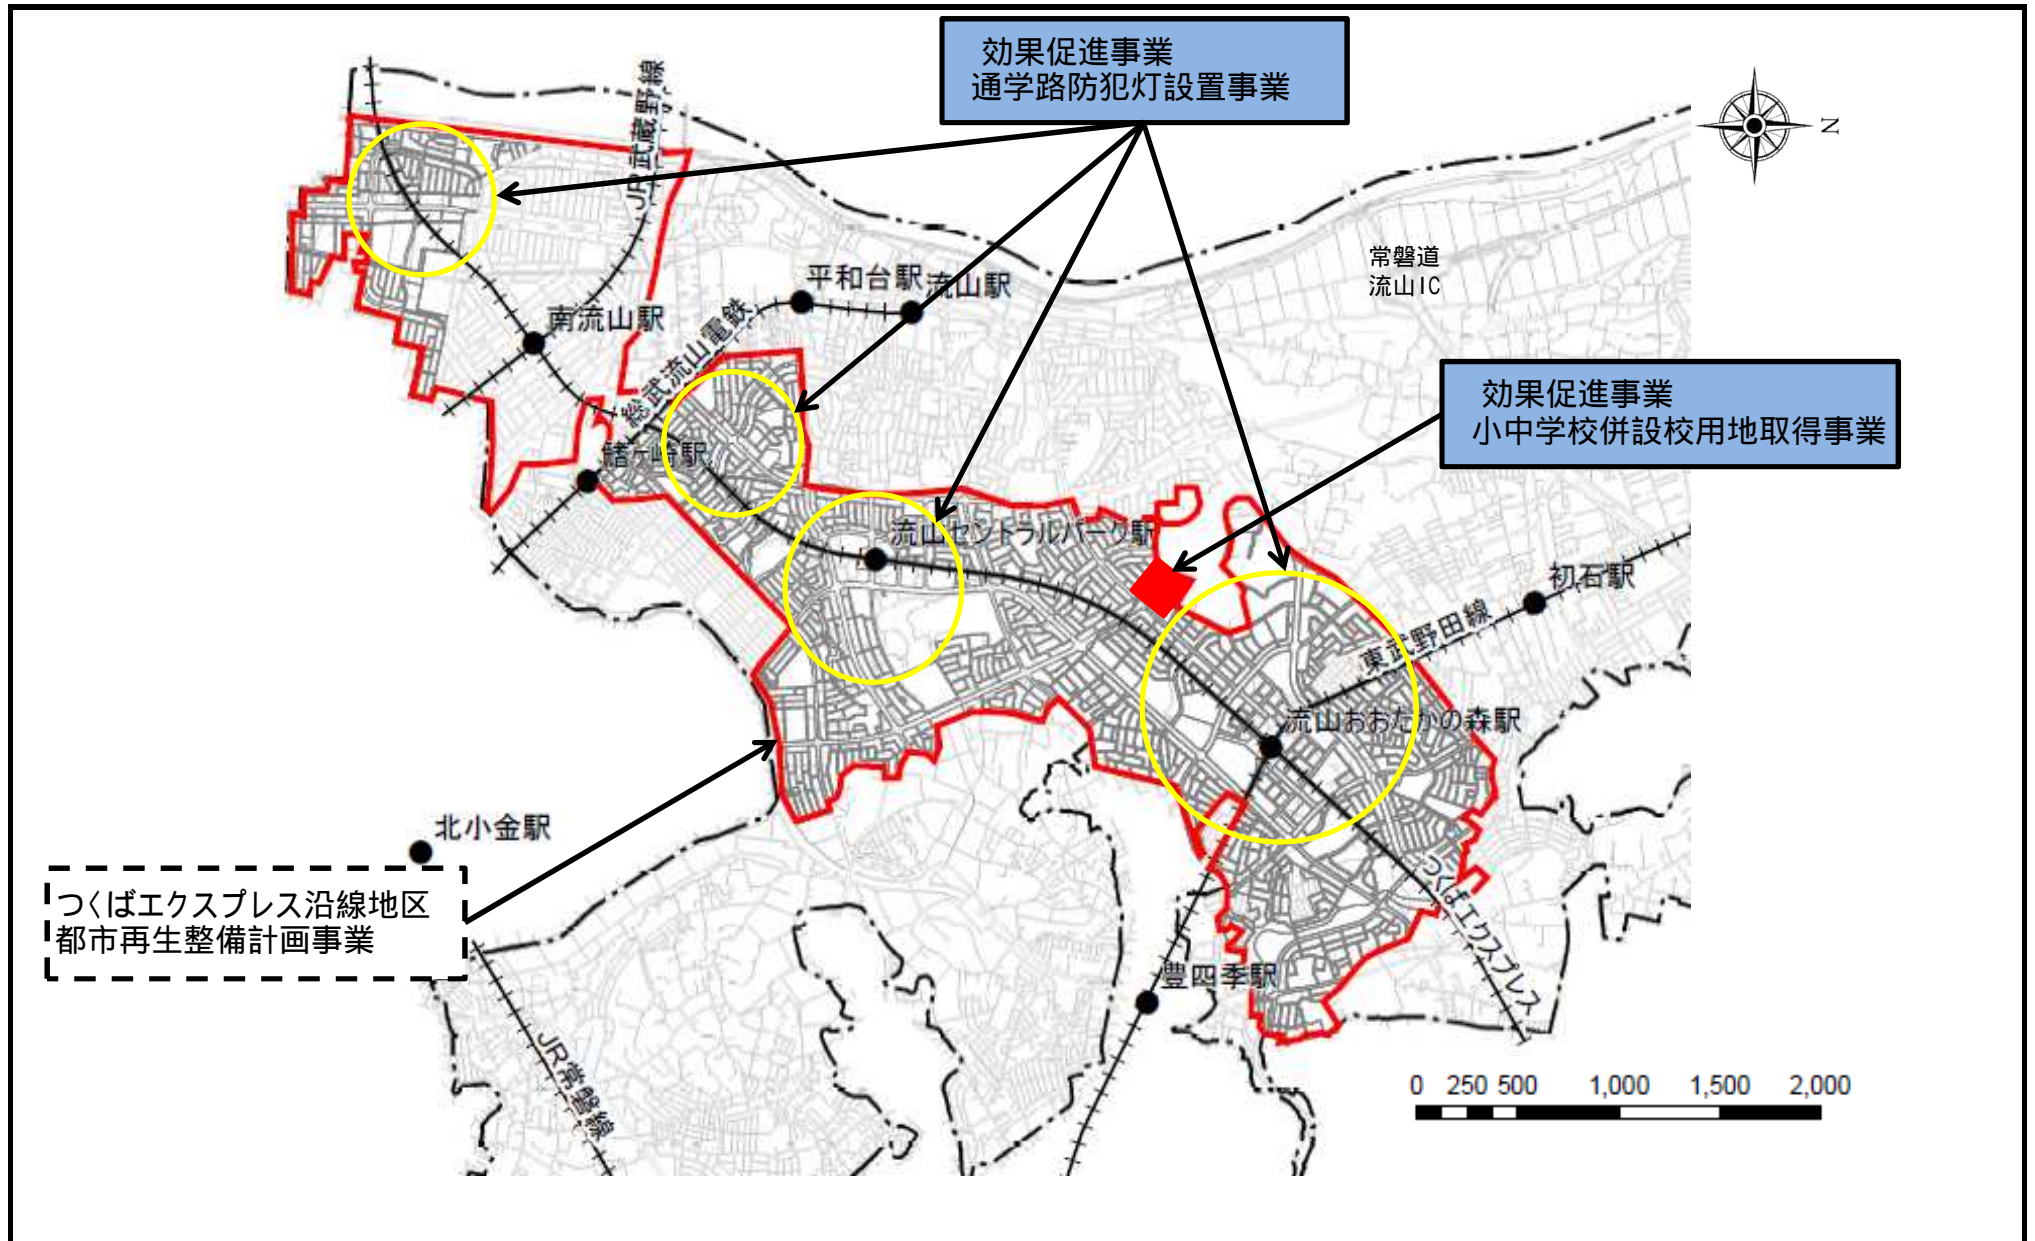 効果促進事業
通学路防犯灯設置事業
JR武蔵野線
N
常磐道
流山IC
平和台駅
流山駅
南流山駅
総武流山電鉄
効果促進事業
小中学校併設校用地取得事業
鰭ヶ崎駅
流山セントラルパーク駅
初石駅
東武野田線
流山おおたかの森駅
北小金駅
つくばエクスプレス沿線地区
都市再生整備計画事業
つくばエクスプレス
豊四季駅
JR常磐線
0 250 500 1,000 1,500 2,000